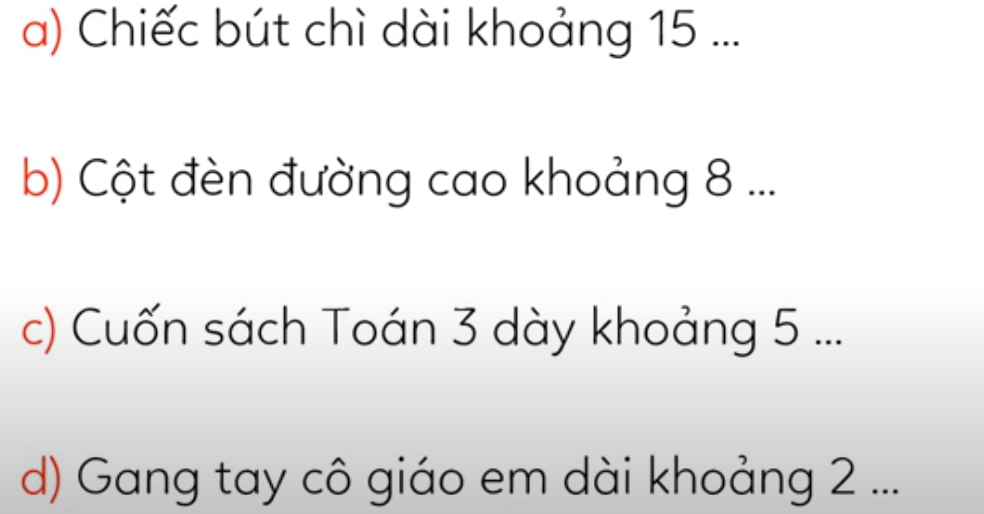 a) Chiếc bút chì dài khoảng 15 ...
b) Cột đèn đường cao khoảng 8 ...
c) Cuốn sách Toán 3 dày khoảng 5 ...
d) Gang tay cô giáo em dài khoảng 2 ...